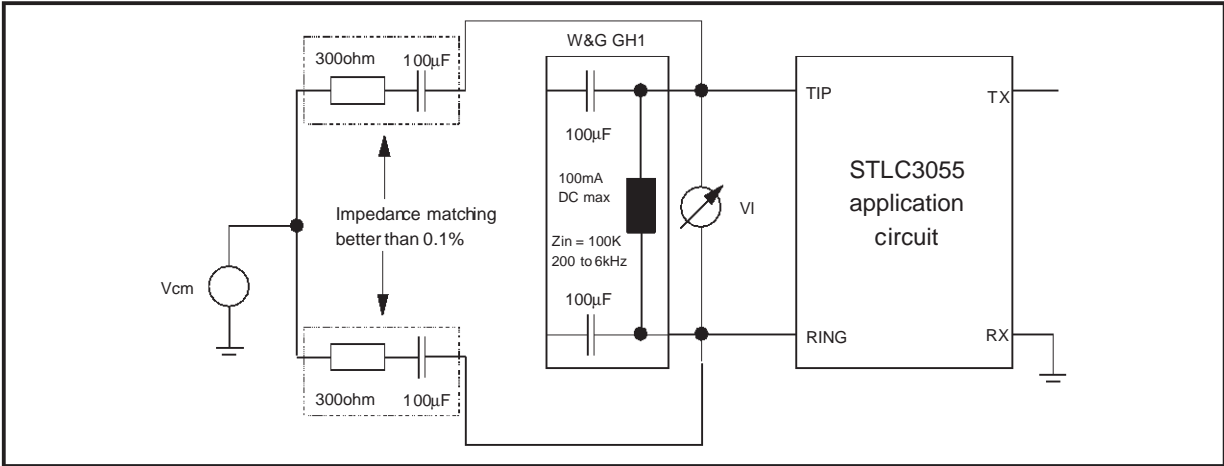 W&G GH1
300ohm
100μF
TIP
TX
100μF
100mA
DC max
STLC3055
application
circuit
VI
Impedance matching
better than 0.1%
Zin = 100K
200 to 6kHz
Vcm
100μF
RING
RX
300ohm
100μF